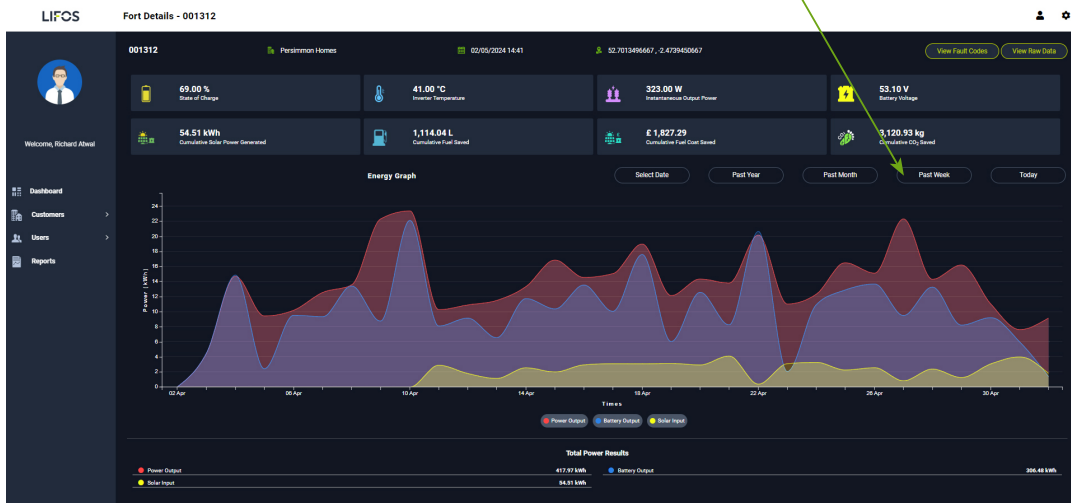 LIFOS
Fort Details - 001312
001312
Persimmon Homes
02/05/2024 14:41
52.7013496667 , -2.4739450667
View Fault Codes
View Raw Data
69.00 %
State of Charge
41.00 °C
Inverter Temperature
323.00 W
Instantaneous Output Power
53.10 V
Battery Voltage
54.51 kWh
Cumulative Solar Power Generated
1,114.04 L
Cumulative Fuel Saved
£ 1,827.29
Cumulative Fuel Cost Saved
3,120.93 kg
Cumulative CO₂ Saved
Welcome, Richard Atwal
Dashboard
Customers
Users
Reports
Energy Graph
Select Date
Past Year
Past Month
Past Week
Today
Power (kWh)
24
22
20
18
16
14
12
10
8
6
4
2
0
02 Apr
06 Apr
10 Apr
14 Apr
18 Apr
22 Apr
26 Apr
30 Apr
Times
Power Output
Battery Output
Solar Input
Total Power Results
Power Output
417.97 kWh
Battery Output
306.48 kWh
Solar Input
54.51 kWh